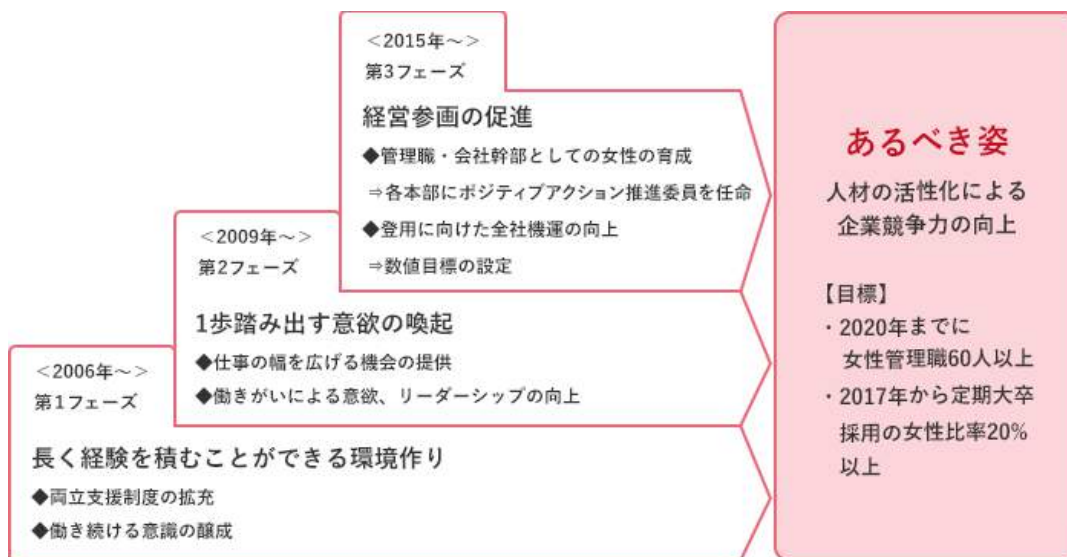 ＜2015年～＞
第3フェーズ
経営参画の促進
◆管理職・会社幹部としての女性の育成
⇒各本部にポジティブアクション推進委員を任命
◆登用に向けた全社機運の向上
⇒数値目標の設定
＜2009年～＞
第2フェーズ
1歩踏み出す意欲の喚起
◆仕事の幅を広げる機会の提供
◆働きがいによる意欲、リーダーシップの向上
＜2006年～＞
第1フェーズ
長く経験を積むことができる環境作り
◆両立支援制度の拡充
◆働き続ける意識の醸成
あるべき姿
人材の活性化による
企業競争力の向上
【目標】
・2020年までに
女性管理職60人以上
・2017年から定期大卒
採用の女性比率20%
以上